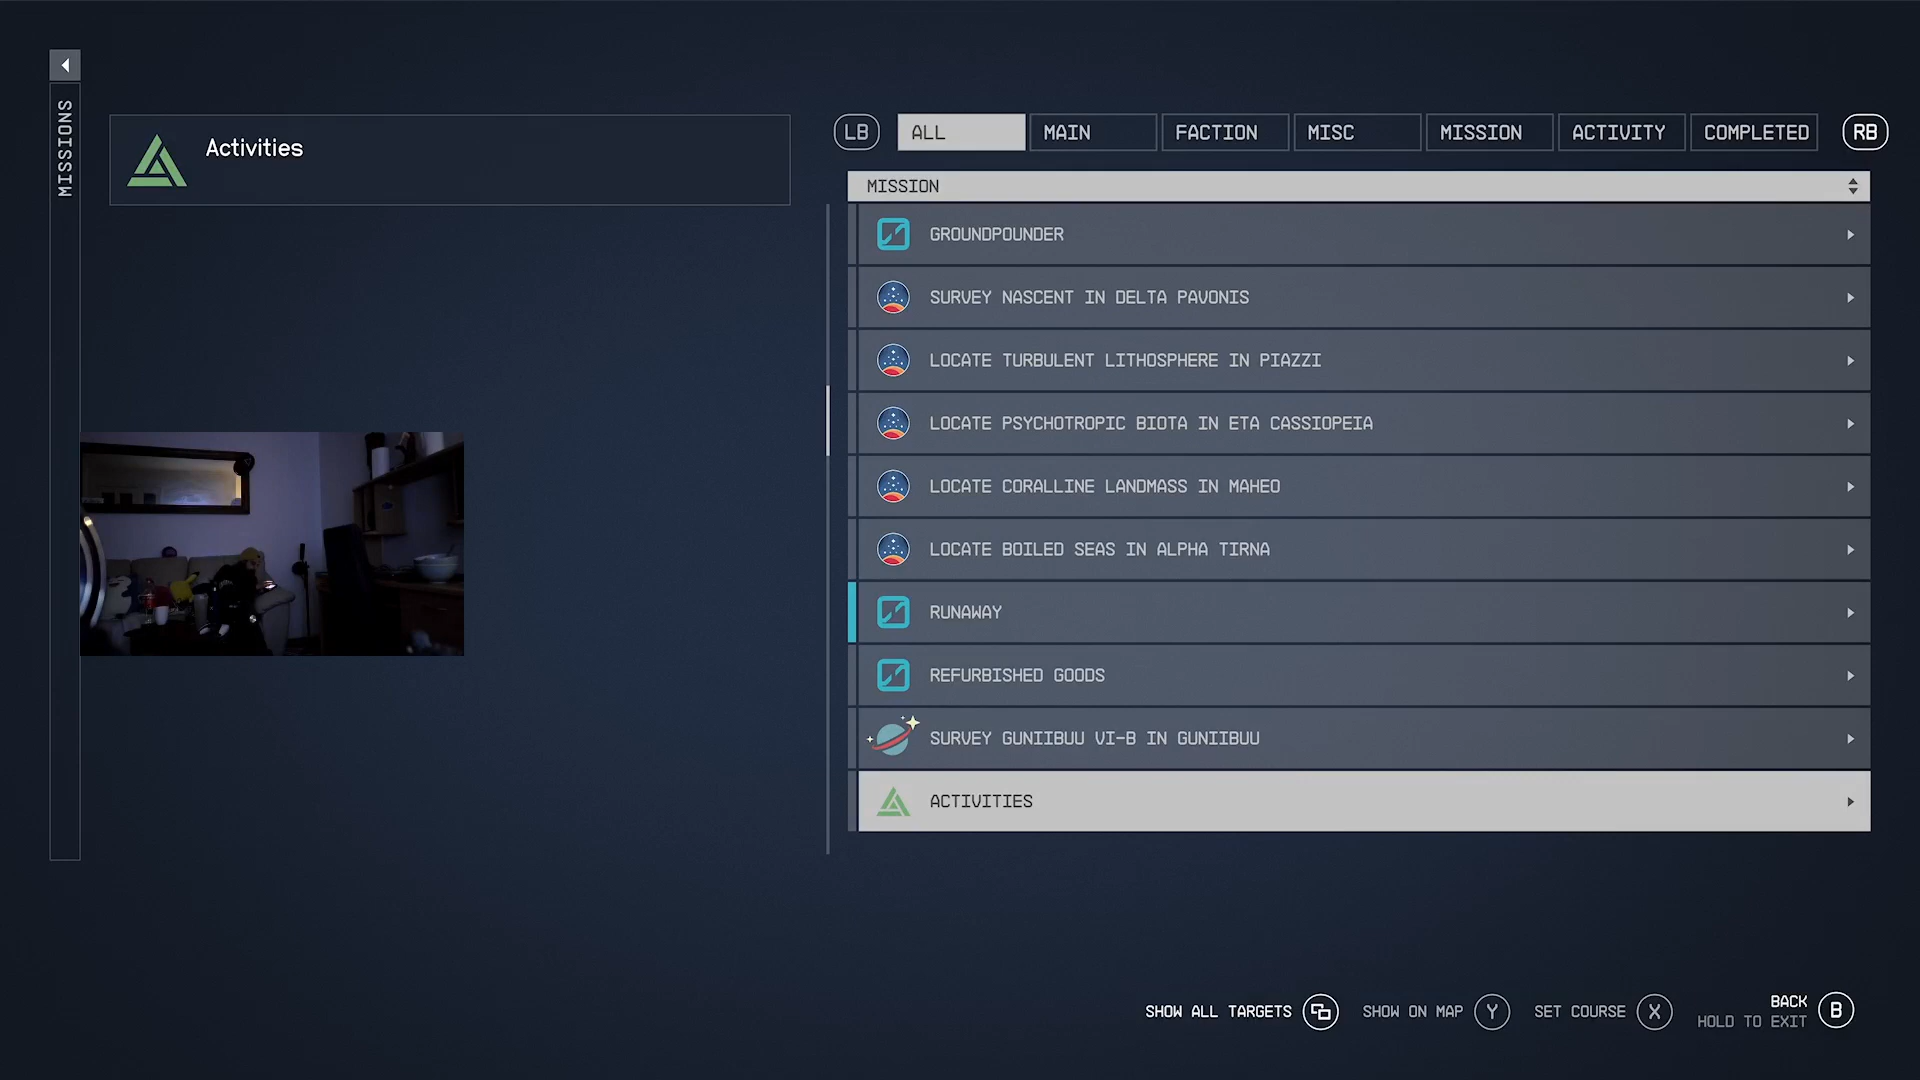 MISSIONS
Activities
LB
ALL
MAIN
FACTION
MISC
MISSION
ACTIVITY
COMPLETED
RB
MISSION
GROUNDPOUNDER
SURVEY NASCENT IN DELTA PAVONIS
LOCATE TURBULENT LITHOSPHERE IN PIAZZI
LOCATE PSYCHOTROPIC BIOTA IN ETA CASSIOPEIA
LOCATE CORALLINE LANDMASS IN MAHEO
LOCATE BOILED SEAS IN ALPHA TIRNA
RUNAWAY
REFURBISHED GOODS
SURVEY GUNIIBUU VI-B IN GUNIIBUU
ACTIVITIES
SHOW ALL TARGETS
SHOW ON MAP Y
SET COURSE X
BACK B
HOLD TO EXIT